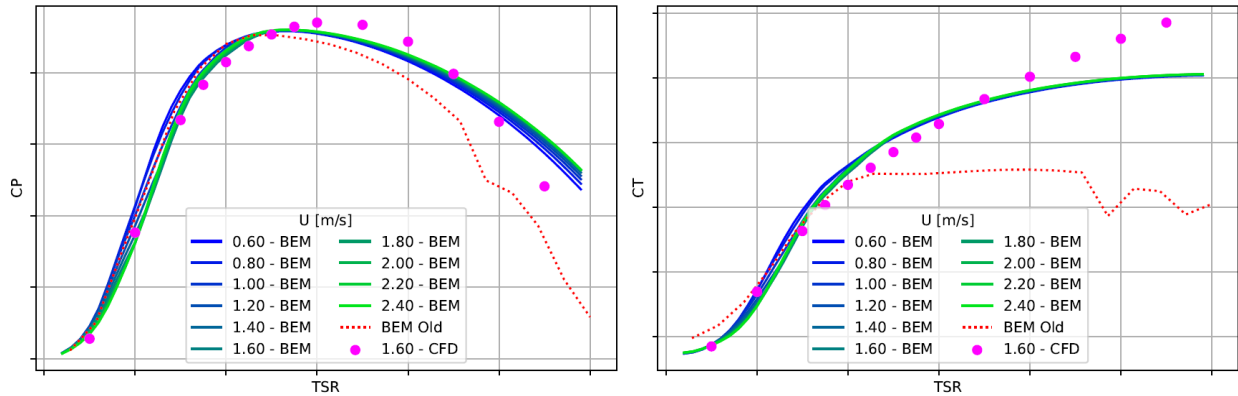 CP
U [m/s]
0.60 - BEM
0.80 - BEM
1.00 - BEM
1.20 - BEM
1.40 - BEM
1.60 - BEM
1.80 - BEM
2.00 - BEM
2.20 - BEM
2.40 - BEM
BEM Old
1.60 - CFD
TSR
CT
U [m/s]
0.60 - BEM
0.80 - BEM
1.00 - BEM
1.20 - BEM
1.40 - BEM
1.60 - BEM
1.80 - BEM
2.00 - BEM
2.20 - BEM
2.40 - BEM
BEM Old
1.60 - CFD
TSR